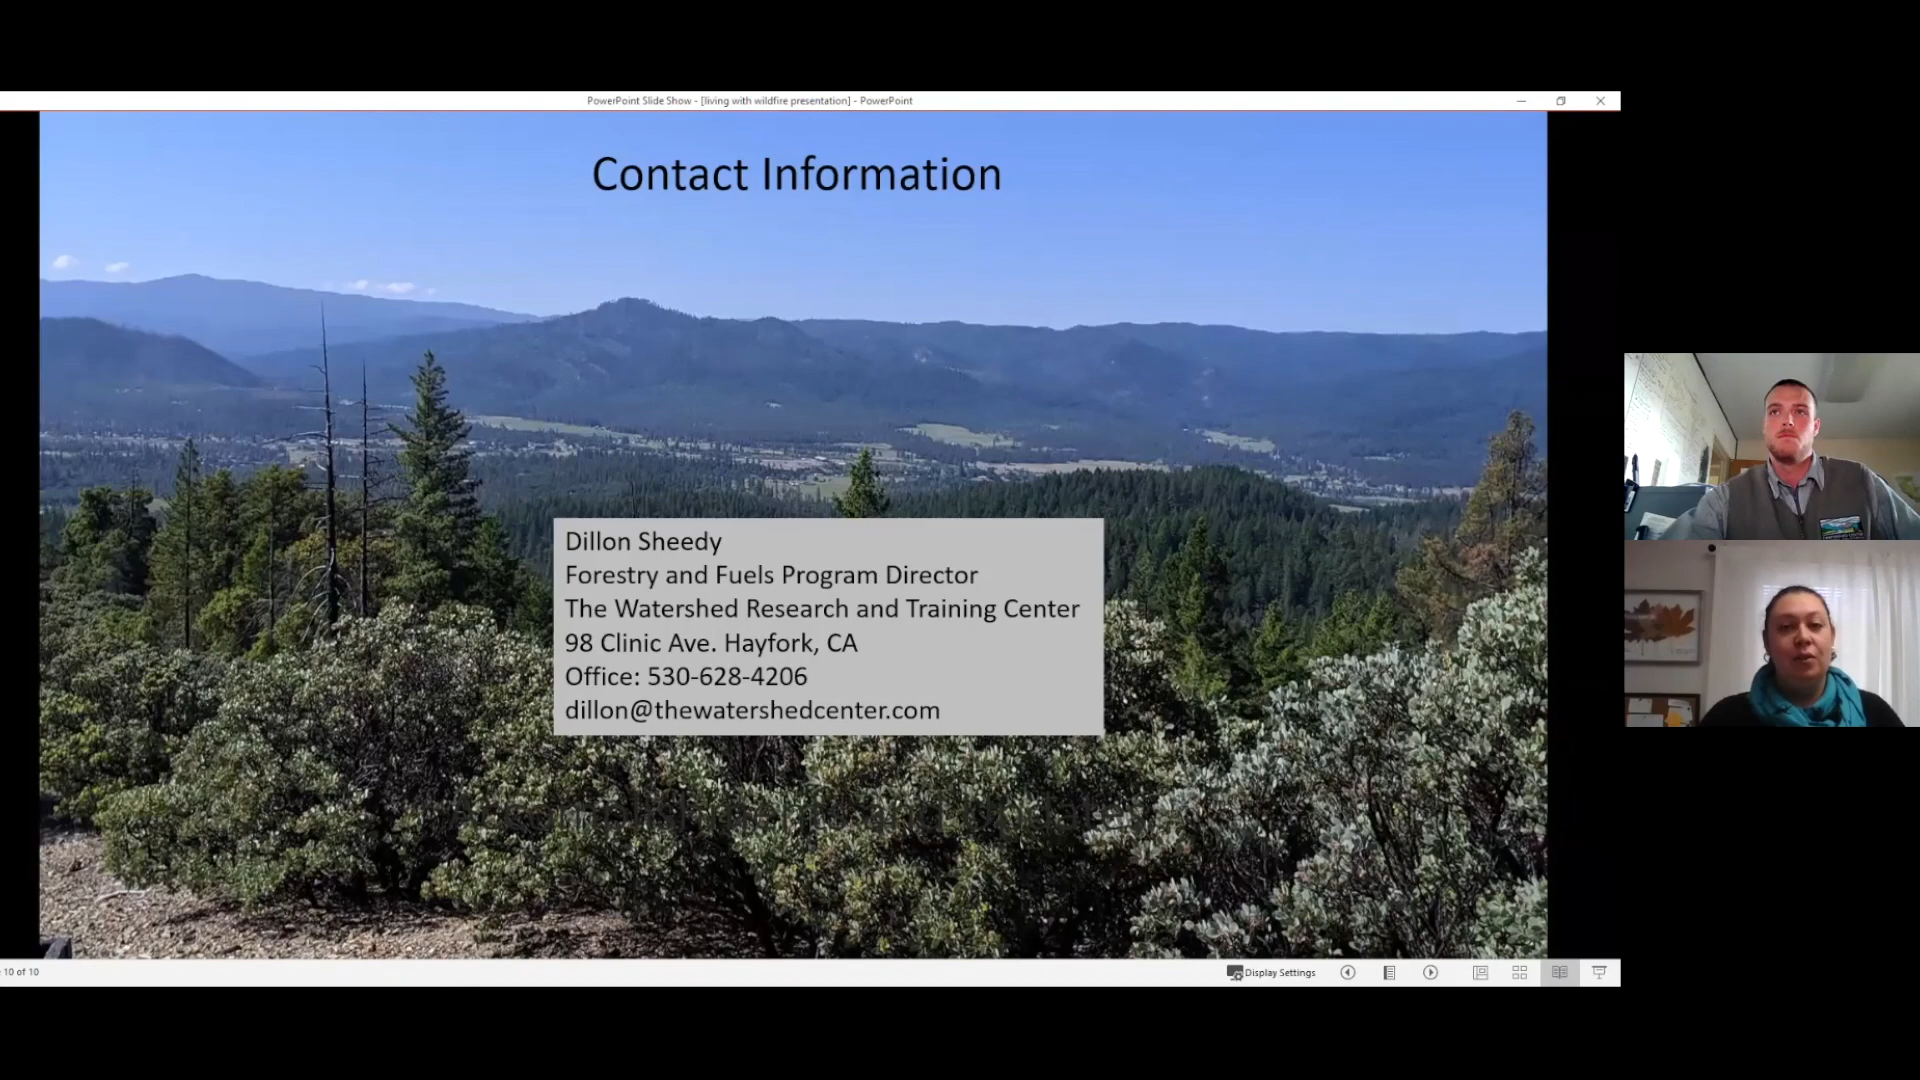 PowerPoint Slide Show - [living with wildfire presentation] - PowerPoint
Contact Information
Dillon Sheedy
Forestry and Fuels Program Director
The Watershed Research and Training Center
98 Clinic Ave. Hayfork, CA
Office: 530-628-4206
dillon@thewatershedcenter.com
10 of 10
Display Settings